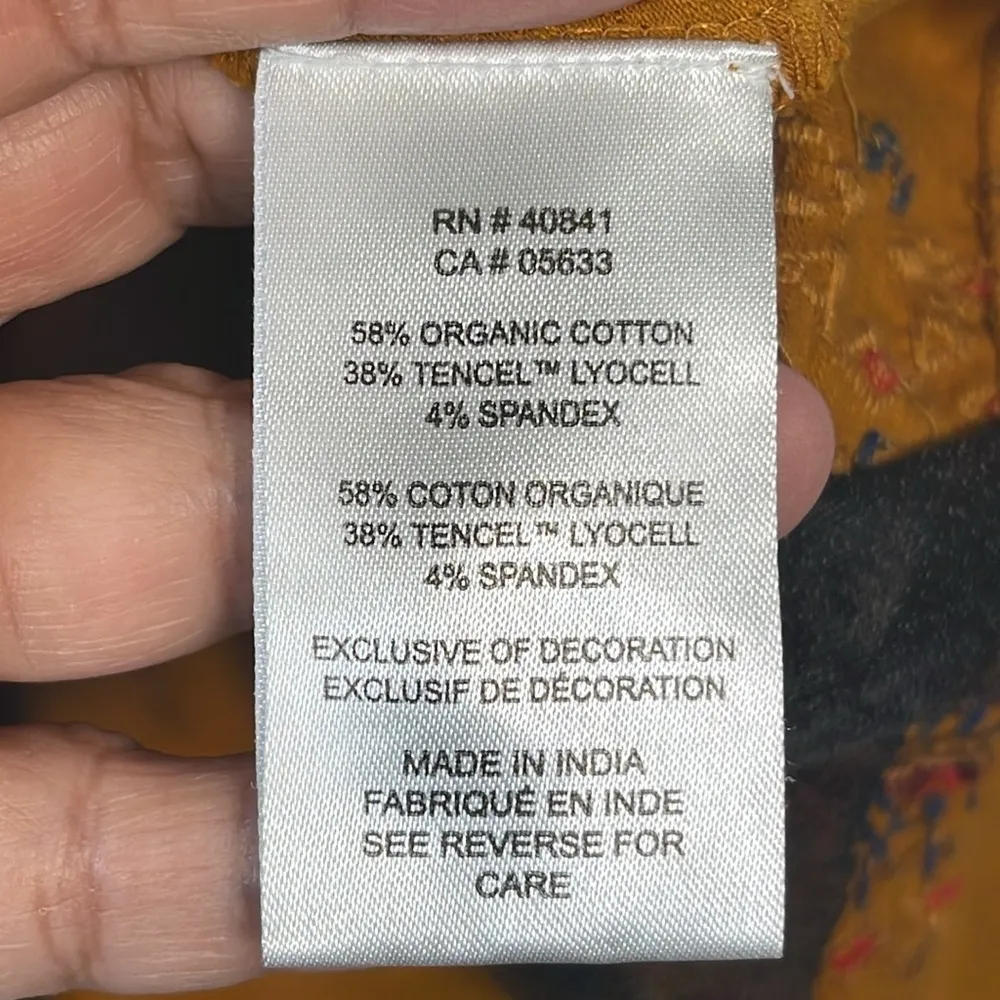 RN # 40841
CA # 05633
58% ORGANIC COTTON
38% TENCEL™ LYOCELL
4% SPANDEX
58% COTON ORGANIQUE
38% TENCEL™ LYOCELL
4% SPANDEX
EXCLUSIVE OF DECORATION
EXCLUSIF DE DÉCORATION
MADE IN INDIA
FABRIQUÉ EN INDE
SEE REVERSE FOR
CARE